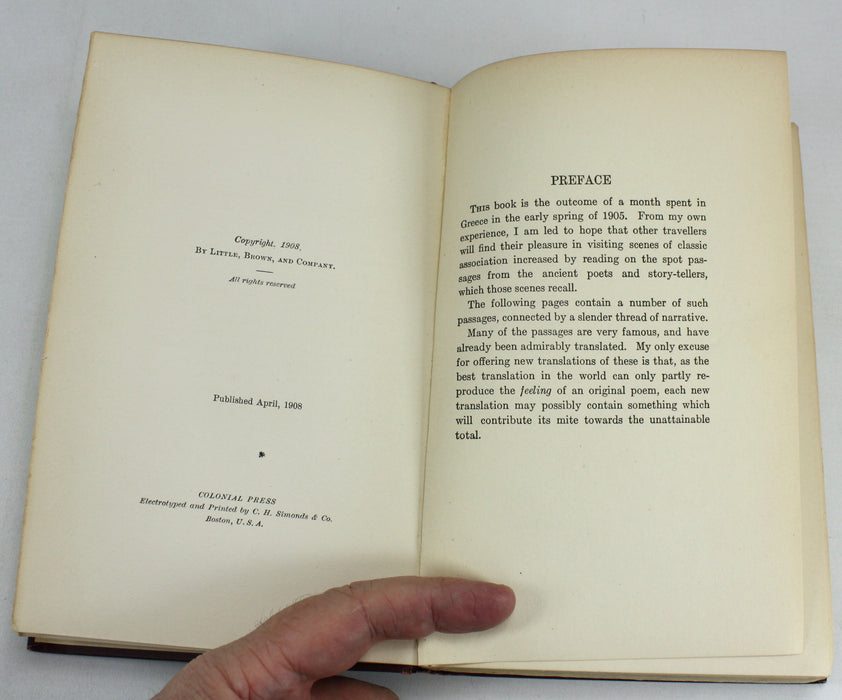 Copyright, 1908,
BY LITTLE, BROWN, AND COMPANY.
All rights reserved
Published April, 1908
COLONIAL PRESS
Electrotyped and Printed by C. H. Simonds & Co.
Boston, U. S. A.
PREFACE
THIS book is the outcome of a month spent in
Greece in the early spring of 1905. From my own
experience, I am led to hope that other travellers
will find their pleasure in visiting scenes of classic
association increased by reading on the spot pas-
sages from the ancient poets and story-tellers,
which those scenes recall.
The following pages contain a number of such
passages, connected by a slender thread of narrative.
Many of the passages are very famous, and have
already been admirably translated. My only excuse
for offering new translations of these is that, as the
best translation in the world can only partly re-
produce the feeling of an original poem, each new
translation may possibly contain something which
will contribute its mite towards the unattainable
total.